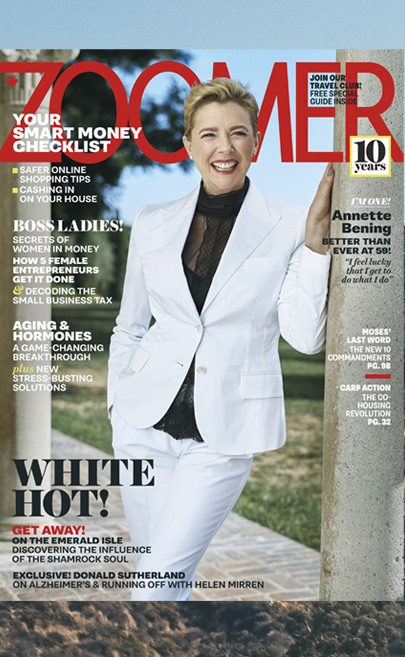 ZOOMER
JOIN OUR
TRAVEL CLUB!
FREE SPECIAL
GUIDE INSIDE
YOUR
SMART MONEY
CHECKLIST
SAFER ONLINE
SHOPPING TIPS
CASHING IN
ON YOUR HOUSE
10
years
I'M ONE!
Annette
Bening
BETTER THAN
EVER AT 59!
"I feel lucky
that I get to
do what I do"
BOSS LADIES!
SECRETS OF
WOMEN IN MONEY
HOW 5 FEMALE
ENTREPRENEURS
GET IT DONE
& DECODING THE
SMALL BUSINESS TAX
AGING &
HORMONES
A GAME-CHANGING
BREAKTHROUGH
plus NEW
STRESS-BUSTING
SOLUTIONS
MOSES'
LAST WORD
THE NEW 10
COMMANDMENTS
PG. 98
CARP ACTION
THE CO-
HOUSING
REVOLUTION
PG. 32
WHITE
HOT!
GET AWAY!
ON THE EMERALD ISLE
DISCOVERING THE INFLUENCE
OF THE SHAMROCK SOUL
EXCLUSIVE! DONALD SUTHERLAND
ON ALZHEIMER'S & RUNNING OFF WITH HELEN MIRREN